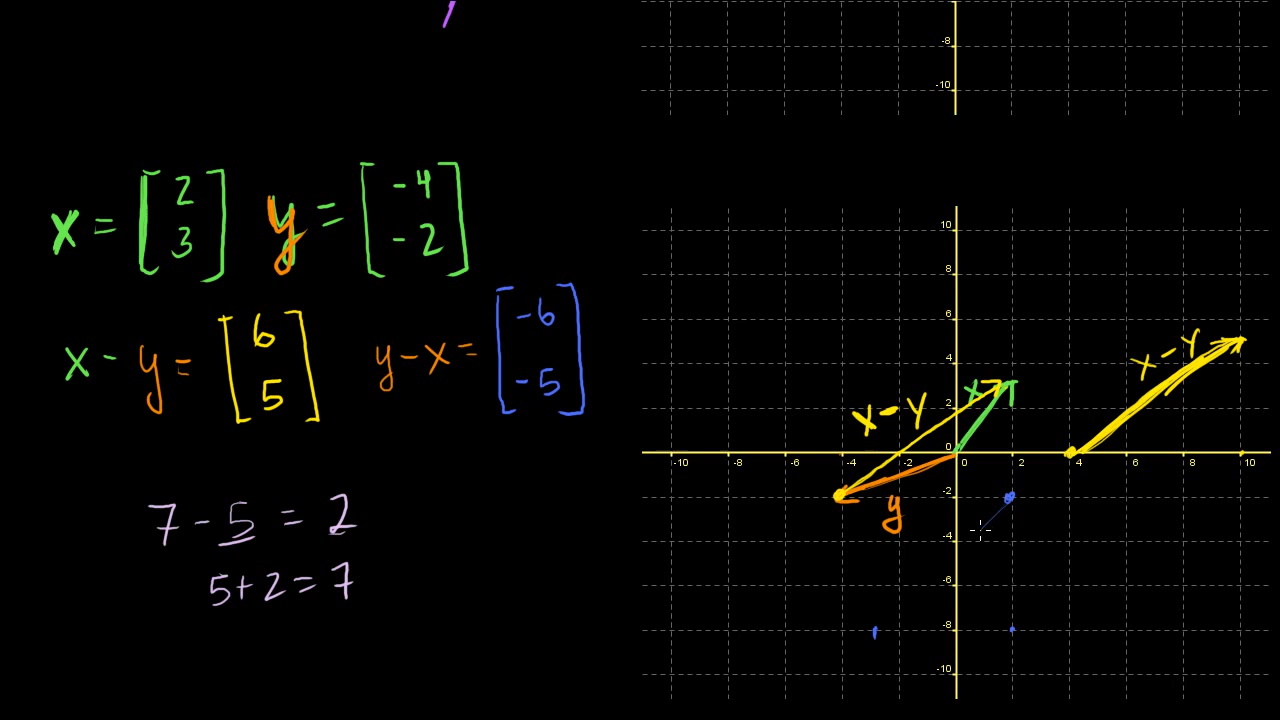 x = [2 3] y = [-4 -2]
x - y = [6 5] y - x = [-6 -5]
7 - 5 = 2
5 + 2 = 7
-8
-10
10
8
6
4
2
0
-2
-4
-6
-8
-10
-10 -8 -6 -4 -2 0 2 4 6 8 10
x - y
x
y
x - y